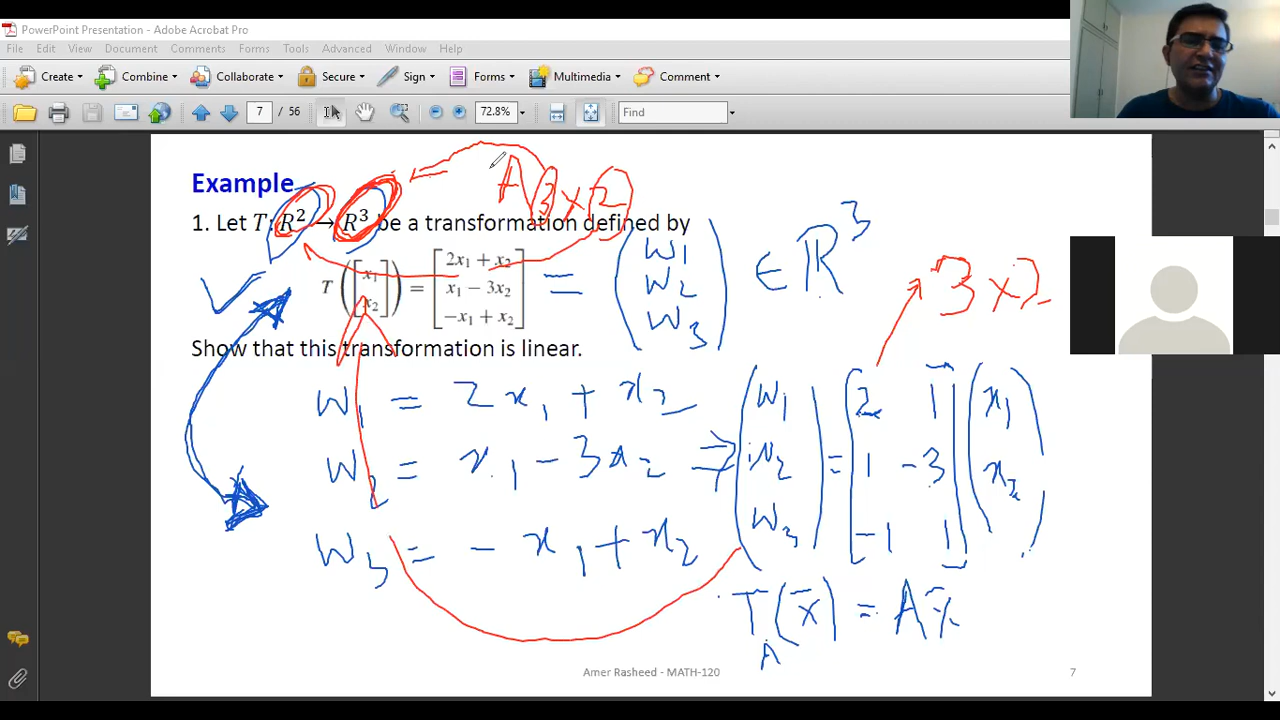 PowerPoint Presentation - Adobe Acrobat Pro
File Edit View Document Comments Forms Tools Advanced Window Help
Create Combine Collaborate Secure Sign Forms Multimedia Comment
7 / 56 72.8% Find
Example
A 3 x 2
1. Let T: R² → R³ be a transformation defined by
T([x₁ x₂]) = [2x₁ + x₂
x₁ − 3x₂
−x₁ + x₂]
= (w₁ w₂ w₃) ∈ ℝ³
3 x 2
Show that this transformation is linear.
w₁ = 2x₁ + x₂
w₂ = x₁ − 3x₂
w₃ = − x₁ + x₂
⇒ (w₁ w₂ w₃) = [2 1
1 −3
−1 1] (x₁ x₂)
T_A(x̄) = A x̄
Amer Rasheed - MATH-120
7